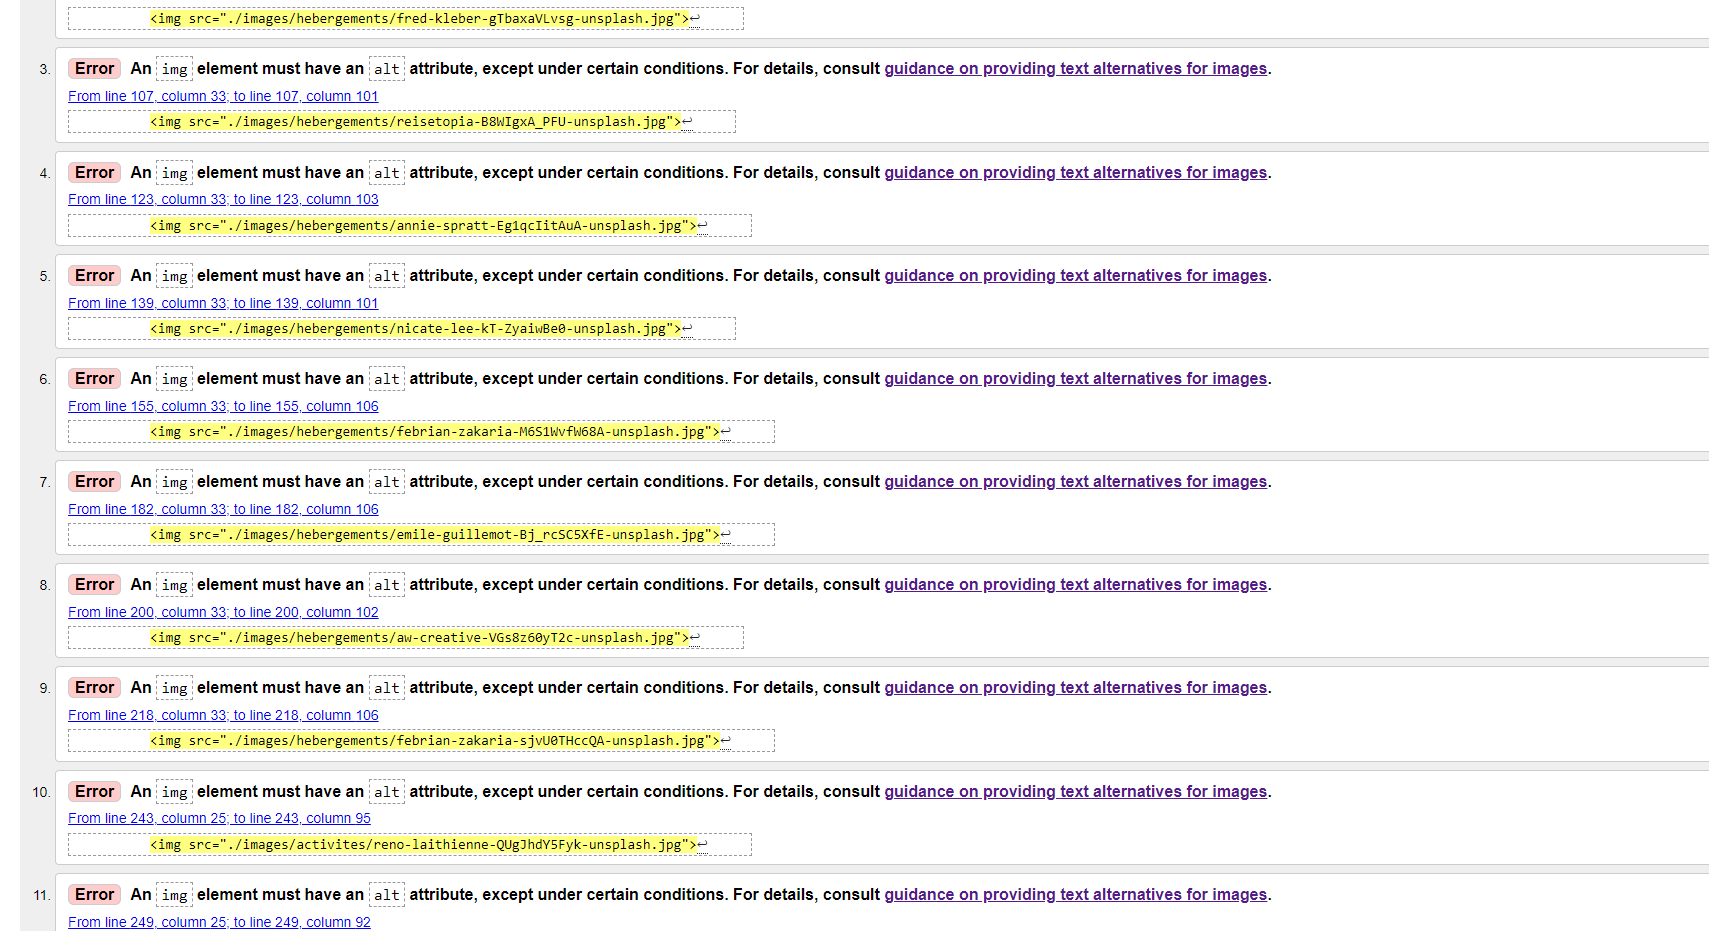 <img src="./images/hebergements/fred-kleber-gTbaxaVLvsg-unsplash.jpg">↩
3. Error An img element must have an alt attribute, except under certain conditions. For details, consult guidance on providing text alternatives for images.
From line 107, column 33; to line 107, column 101
<img src="./images/hebergements/reisetopia-B8WIgxA_PFU-unsplash.jpg">↩
4. Error An img element must have an alt attribute, except under certain conditions. For details, consult guidance on providing text alternatives for images.
From line 123, column 33; to line 123, column 103
<img src="./images/hebergements/annie-spratt-Eg1qcIitAuA-unsplash.jpg">↩
5. Error An img element must have an alt attribute, except under certain conditions. For details, consult guidance on providing text alternatives for images.
From line 139, column 33; to line 139, column 101
<img src="./images/hebergements/nicate-lee-kT-ZyaiwBe0-unsplash.jpg">↩
6. Error An img element must have an alt attribute, except under certain conditions. For details, consult guidance on providing text alternatives for images.
From line 155, column 33; to line 155, column 106
<img src="./images/hebergements/febrian-zakaria-M6S1WvfW68A-unsplash.jpg">↩
7. Error An img element must have an alt attribute, except under certain conditions. For details, consult guidance on providing text alternatives for images.
From line 182, column 33; to line 182, column 106
<img src="./images/hebergements/emile-guillemot-Bj_rcSC5XfE-unsplash.jpg">↩
8. Error An img element must have an alt attribute, except under certain conditions. For details, consult guidance on providing text alternatives for images.
From line 200, column 33; to line 200, column 102
<img src="./images/hebergements/aw-creative-VGs8z60yT2c-unsplash.jpg">↩
9. Error An img element must have an alt attribute, except under certain conditions. For details, consult guidance on providing text alternatives for images.
From line 218, column 33; to line 218, column 106
<img src="./images/hebergements/febrian-zakaria-sjvU0THccQA-unsplash.jpg">↩
10. Error An img element must have an alt attribute, except under certain conditions. For details, consult guidance on providing text alternatives for images.
From line 243, column 25; to line 243, column 95
<img src="./images/activites/reno-laithienne-QUgJhdY5Fyk-unsplash.jpg">↩
11. Error An img element must have an alt attribute, except under certain conditions. For details, consult guidance on providing text alternatives for images.
From line 249, column 25; to line 249, column 92